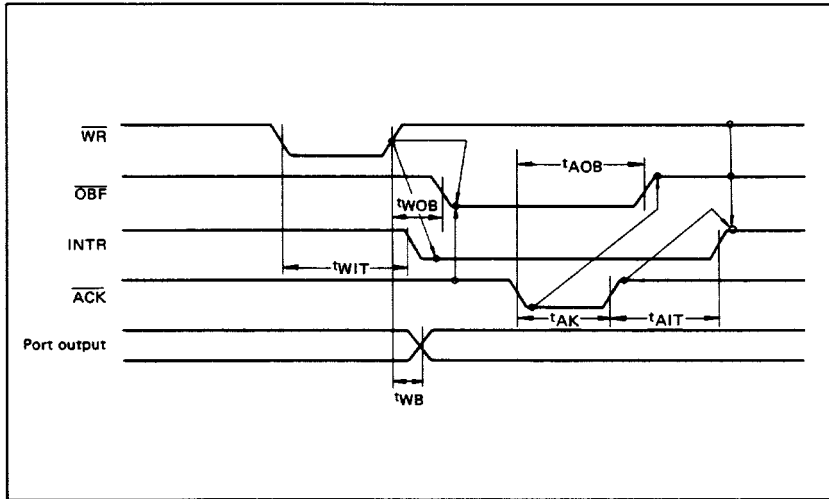 WR
tAOB
OBF
tWOB
INTR
tWIT
ACK
tAK
tAIT
Port output
tWB